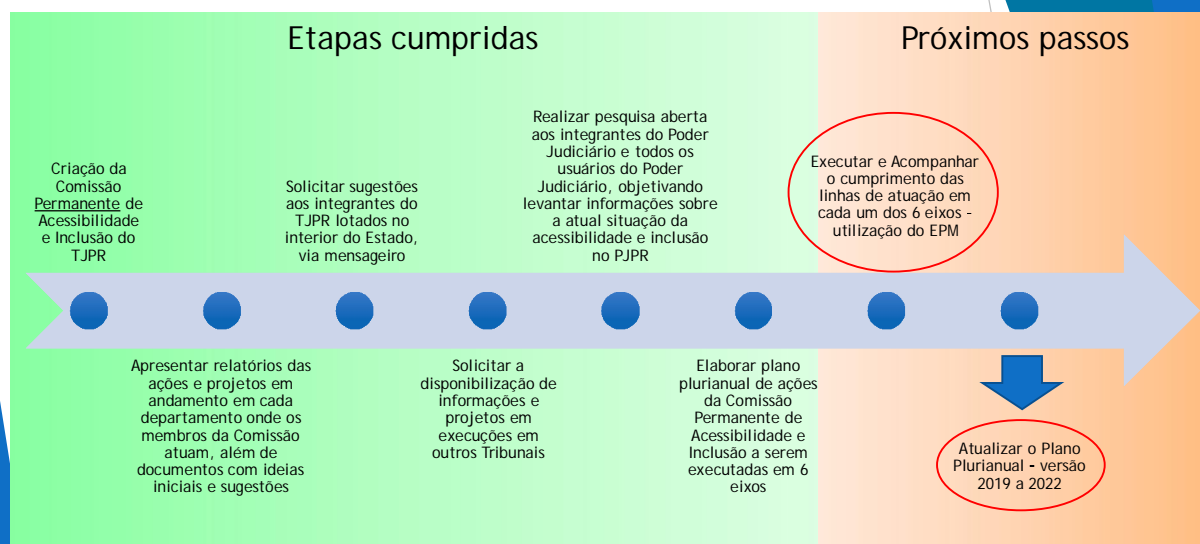 Etapas cumpridas
Próximos passos
Criação da
Comissão
Permanente de
Acessibilidade
e Inclusão do
TJPR
Apresentar relatórios das
ações e projetos em
andamento em cada
departamento onde os
membros da Comissão
atuam, além de
documentos com ideias
iniciais e sugestões
Solicitar sugestões
aos integrantes do
TJPR lotados no
interior do Estado,
via mensageiro
Solicitar a
disponibilização de
informações e
projetos em
execuções em
outros Tribunais
Realizar pesquisa aberta
aos integrantes do Poder
Judiciário e todos os
usuários do Poder
Judiciário, objetivando
levantar informações sobre
a atual situação da
acessibilidade e inclusão
no PJPR
Elaborar plano
plurianual de ações
da Comissão
Permanente de
Acessibilidade e
Inclusão a serem
executadas em 6
eixos
Executar e Acompanhar
o cumprimento das
linhas de atuação em
cada um dos 6 eixos -
utilização do EPM
Atualizar o Plano
Plurianual - versão
2019 a 2022